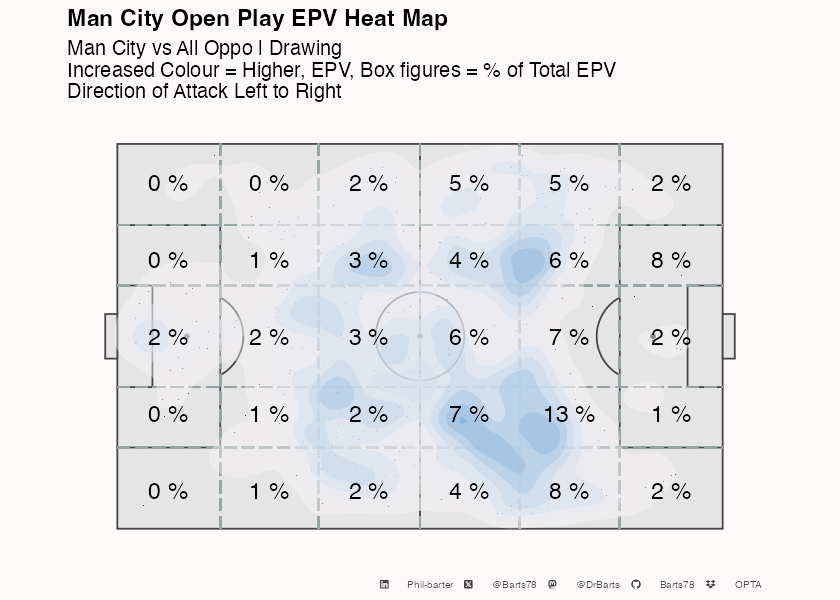 Man City Open Play EPV Heat Map
Man City vs All Oppo | Drawing
Increased Colour = Higher, EPV, Box figures = % of Total EPV
Direction of Attack Left to Right
0 % 0 % 2 % 5 % 5 % 2 %
0 % 1 % 3 % 4 % 6 % 8 %
2 % 2 % 3 % 6 % 7 % 2 %
0 % 1 % 2 % 7 % 13 % 1 %
0 % 1 % 2 % 4 % 8 % 2 %
Phil-barter @Barts78 @DrBarts Barts78 OPTA